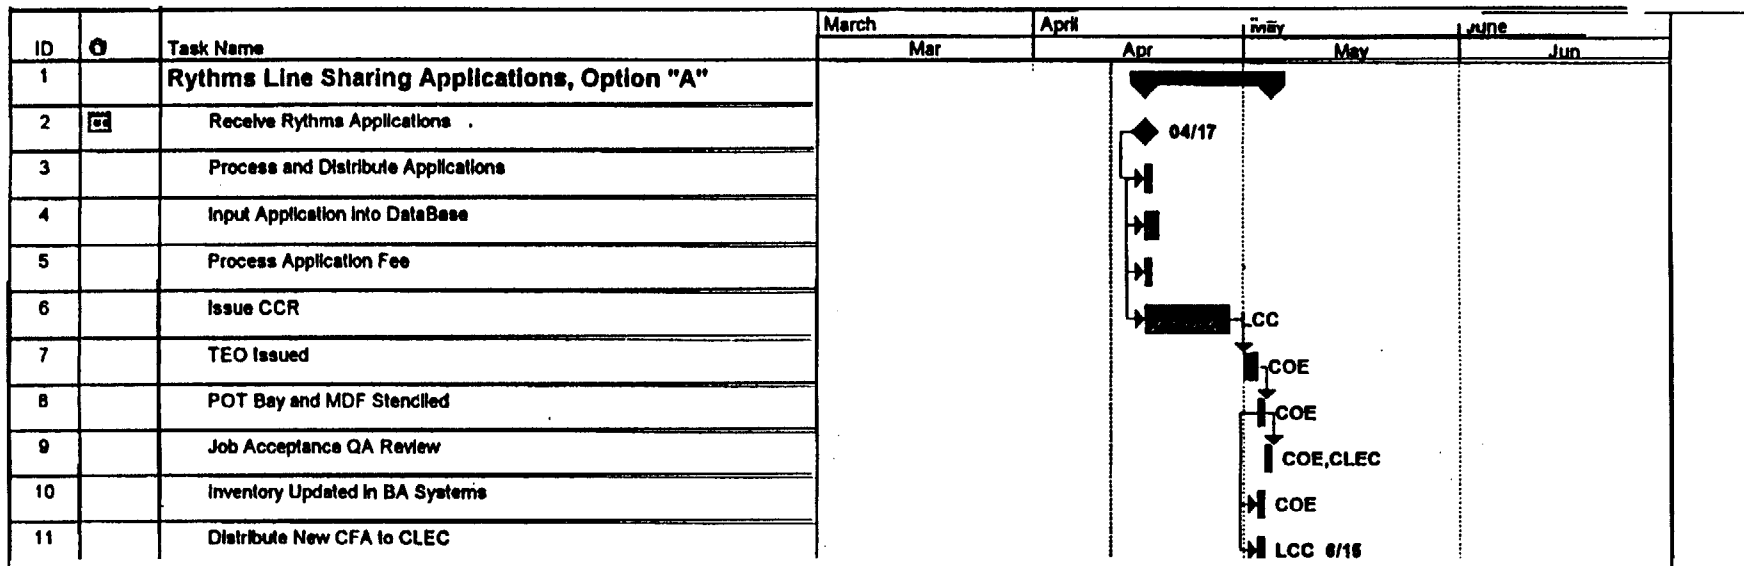 March April May June
ID Task Name Mar Apr May Jun
1 Rythms Line Sharing Applications, Option "A"
2 Receive Rythms Applications 04/17
3 Process and Distribute Applications
4 Input Application into DataBase
5 Process Application Fee
6 Issue CCR LCC
7 TEO Issued COE
8 POT Bay and MDF Stenciled COE
9 Job Acceptance QA Review COE,CLEC
10 Inventory Updated in BA Systems COE
11 Distribute New CFA to CLEC LCC